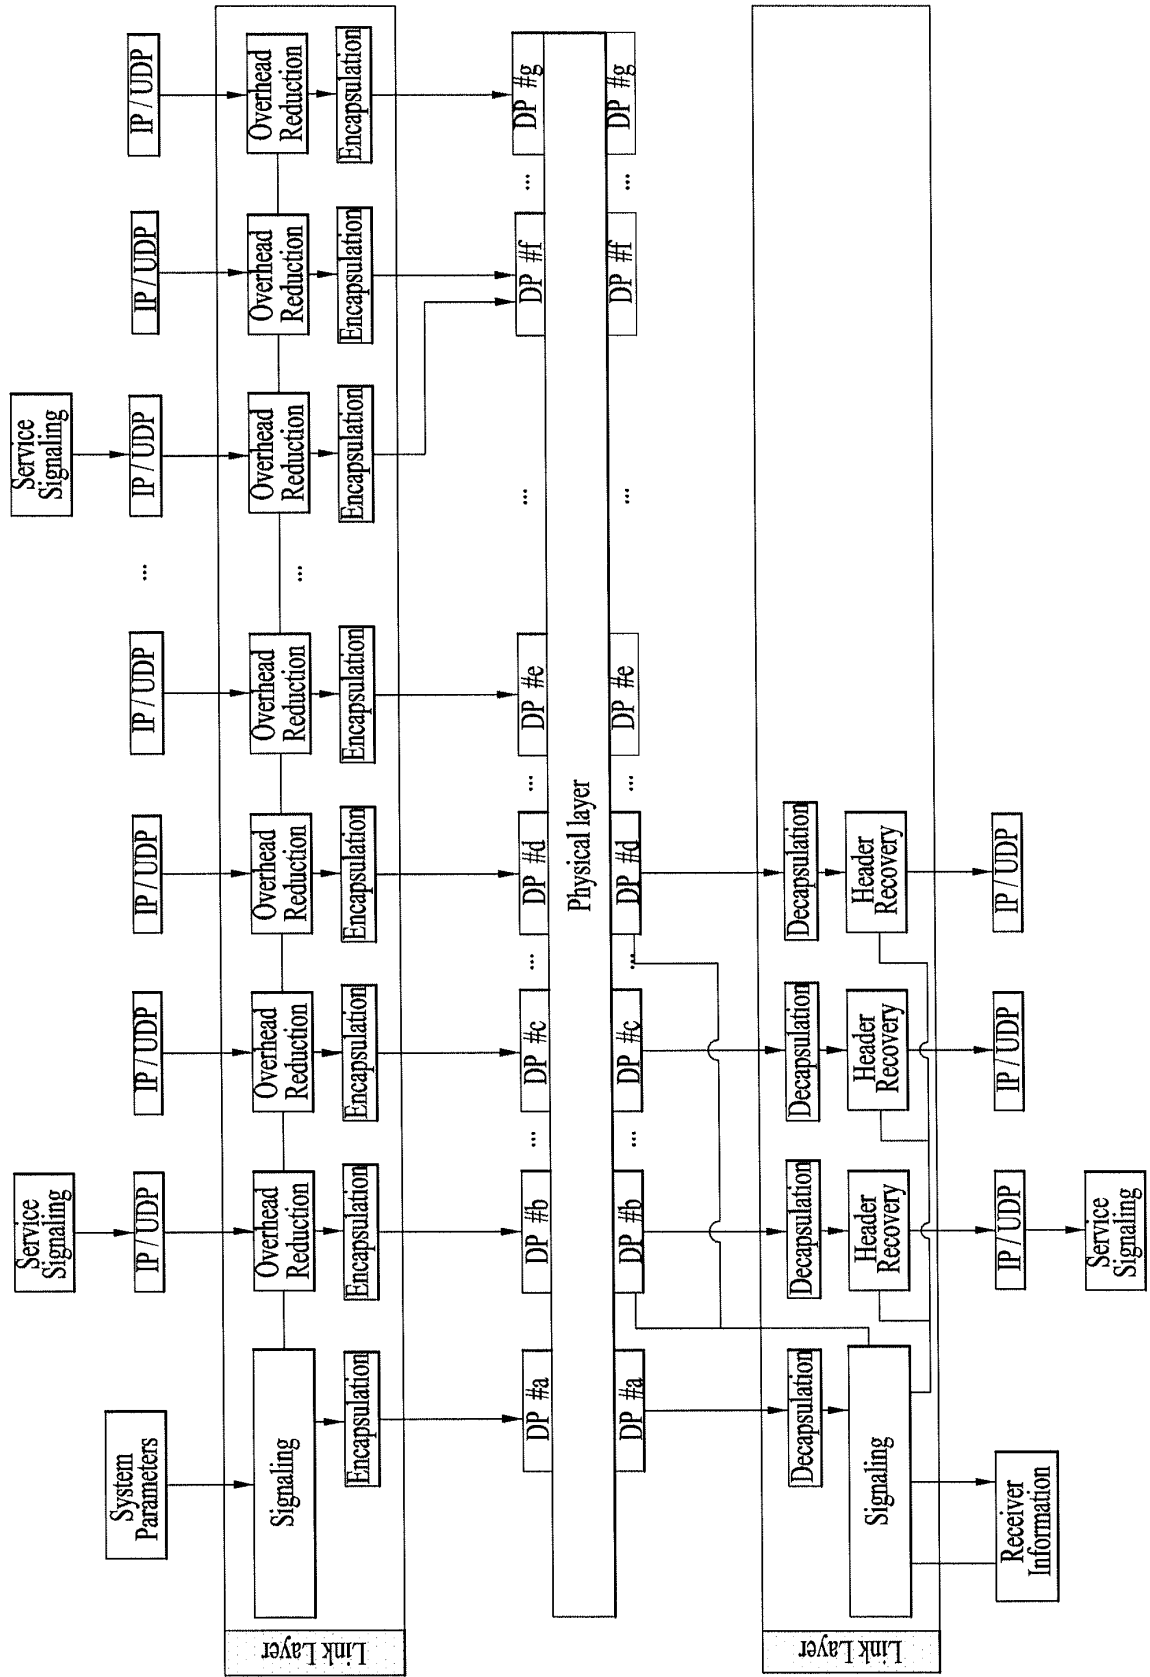 Service
Signaling
Service
Signaling
System
Parameters
IP / UDP
IP / UDP
IP / UDP
IP / UDP
...
IP / UDP
IP / UDP
IP / UDP
Link Layer
Signaling
Overhead
Reduction
Overhead
Reduction
Overhead
Reduction
Overhead
Reduction
...
Overhead
Reduction
Overhead
Reduction
Overhead
Reduction
Encapsulation
Encapsulation
Encapsulation
Encapsulation
Encapsulation
Encapsulation
Encapsulation
Encapsulation
DP #a
DP #b
...
DP #c
...
DP #d
...
DP #e
...
DP #f
...
DP #g
Physical layer
DP #a
DP #b
...
DP #c
...
DP #d
...
DP #e
...
DP #f
...
DP #g
Link Layer
Decapsulation
Decapsulation
Decapsulation
Decapsulation
Signaling
Header
Recovery
Header
Recovery
Header
Recovery
Receiver
Information
IP / UDP
IP / UDP
IP / UDP
Service
Signaling